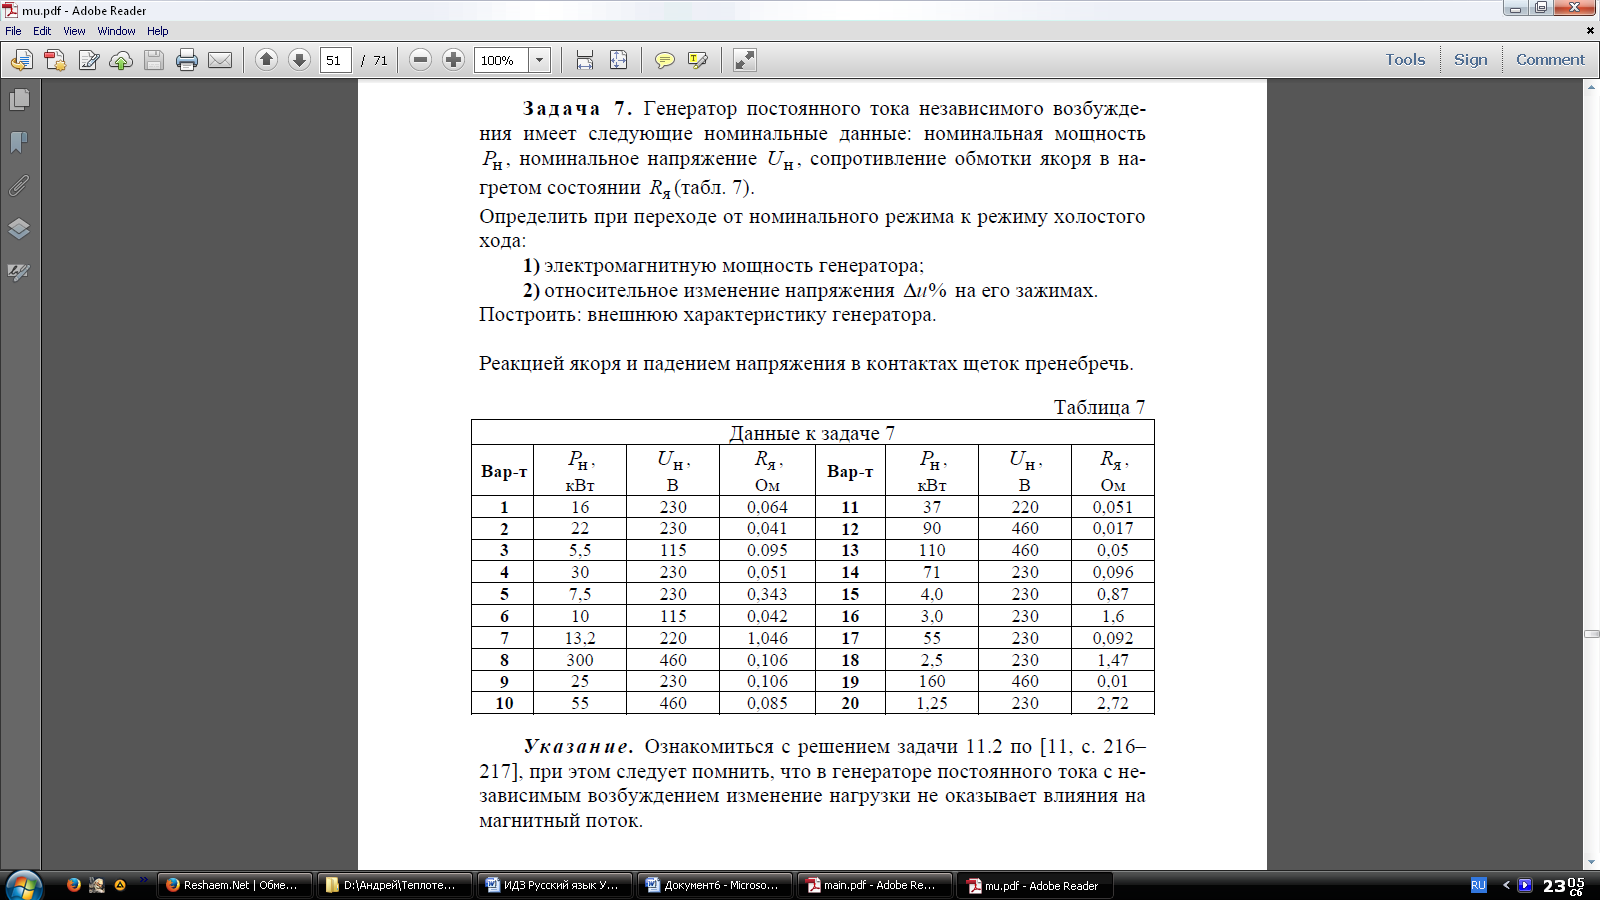 mu.pdf - Adobe Reader
File Edit View Window Help
51 / 71 100% Tools Sign Comment
Задача 7. Генератор постоянного тока независимого возбужде-
ния имеет следующие номинальные данные: номинальная мощность
Pн, номинальное напряжение Uн, сопротивление обмотки якоря в на-
гретом состоянии Rя (табл. 7).
Определить при переходе от номинального режима к режиму холостого
хода:
1) электромагнитную мощность генератора;
2) относительное изменение напряжения Δu% на его зажимах.
Построить: внешнюю характеристику генератора.
Реакцией якоря и падением напряжения в контактах щеток пренебречь.
Таблица 7
Данные к задаче 7
Вар-т Pн, кВт Uн, В Rя, Ом Вар-т Pн, кВт Uн, В Rя, Ом
1 16 230 0,064 11 37 220 0,051
2 22 230 0,041 12 90 460 0,017
3 5,5 115 0.095 13 110 460 0,05
4 30 230 0,051 14 71 230 0,096
5 7,5 230 0,343 15 4,0 230 0,87
6 10 115 0,042 16 3,0 230 1,6
7 13,2 220 1,046 17 55 230 0,092
8 300 460 0,106 18 2,5 230 1,47
9 25 230 0,106 19 160 460 0,01
10 55 460 0,085 20 1,25 230 2,72
Указание. Ознакомиться с решением задачи 11.2 по [11, с. 216–
217], при этом следует помнить, что в генераторе постоянного тока с не-
зависимым возбуждением изменение нагрузки не оказывает влияния на
магнитный поток.
Reshaem.Net | Обме... D:\Андрей\Теплоте... ИДЗ Русский язык У... Документ6 - Microso... main.pdf - Adobe Re... mu.pdf - Adobe Reader RU 23 05 Сб